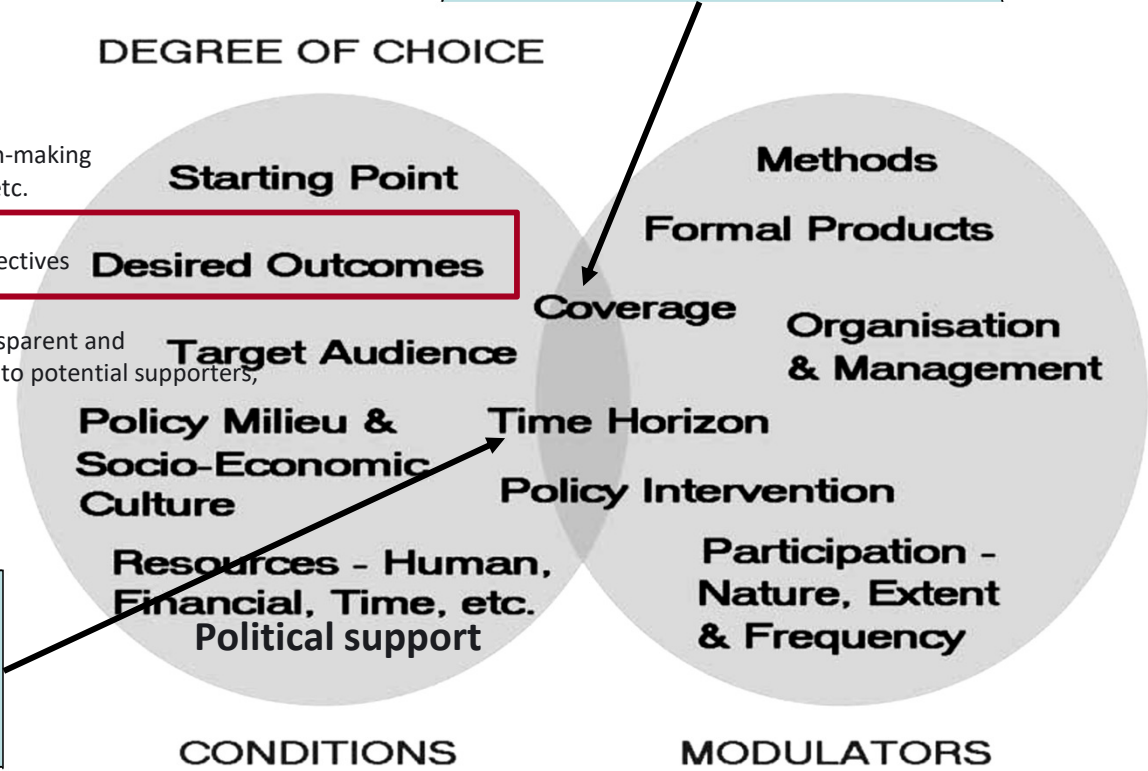 DEGREE OF CHOICE
n-making
etc.
Starting Point
ectives
Desired Outcomes
sparent and
to potential supporters,
Target Audience
Policy Milieu &
Socio-Economic
Culture
Resources - Human,
Financial, Time, etc.
Political support
Coverage
Time Horizon
Policy Intervention
Methods
Formal Products
Organisation
& Management
Participation -
Nature, Extent
& Frequency
CONDITIONS
MODULATORS